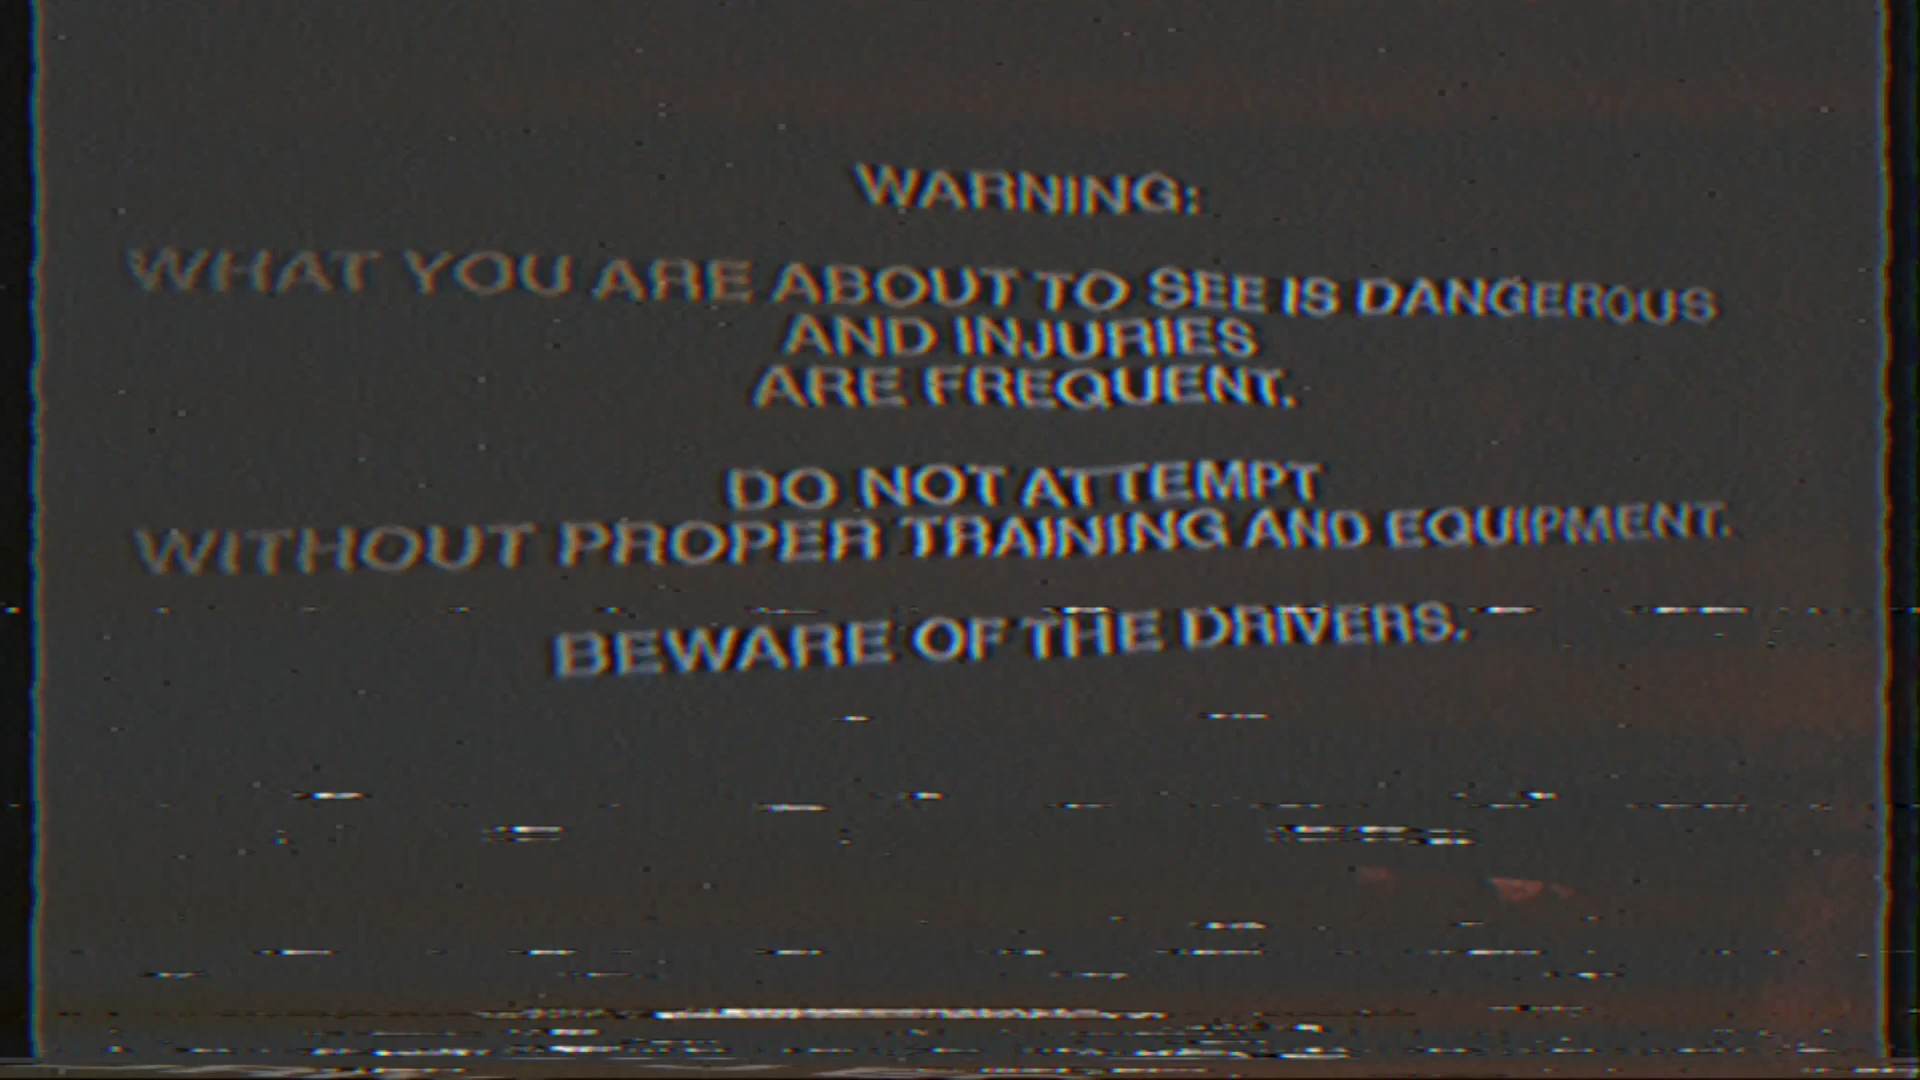 WARNING:
WHAT YOU ARE ABOUT TO SEE IS DANGEROUS
AND INJURIES
ARE FREQUENT.
DO NOT ATTEMPT
WITHOUT PROPER TRAINING AND EQUIPMENT.
BEWARE OF THE DRIVERS.